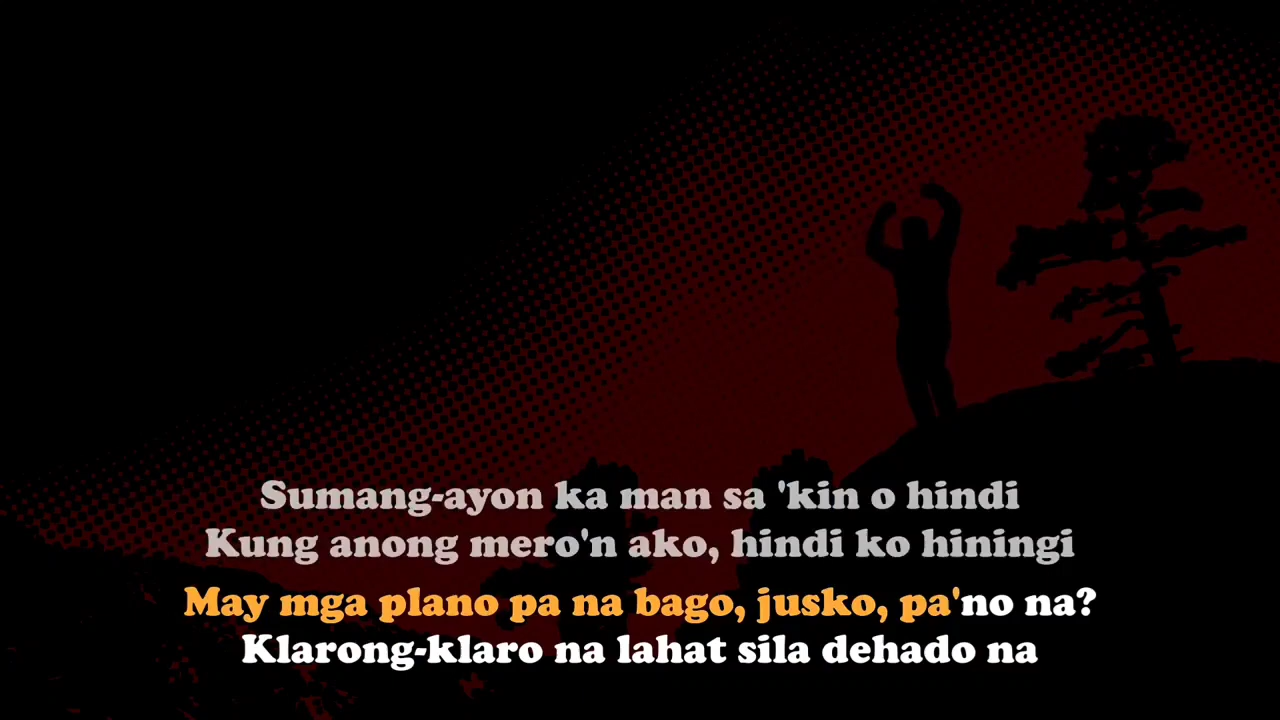 Sumang-ayon ka man sa 'kin o hindi
Kung anong mero'n ako, hindi ko hiningi
May mga plano pa na bago, jusko, pa'no na?
Klarong-klaro na lahat sila dehado na